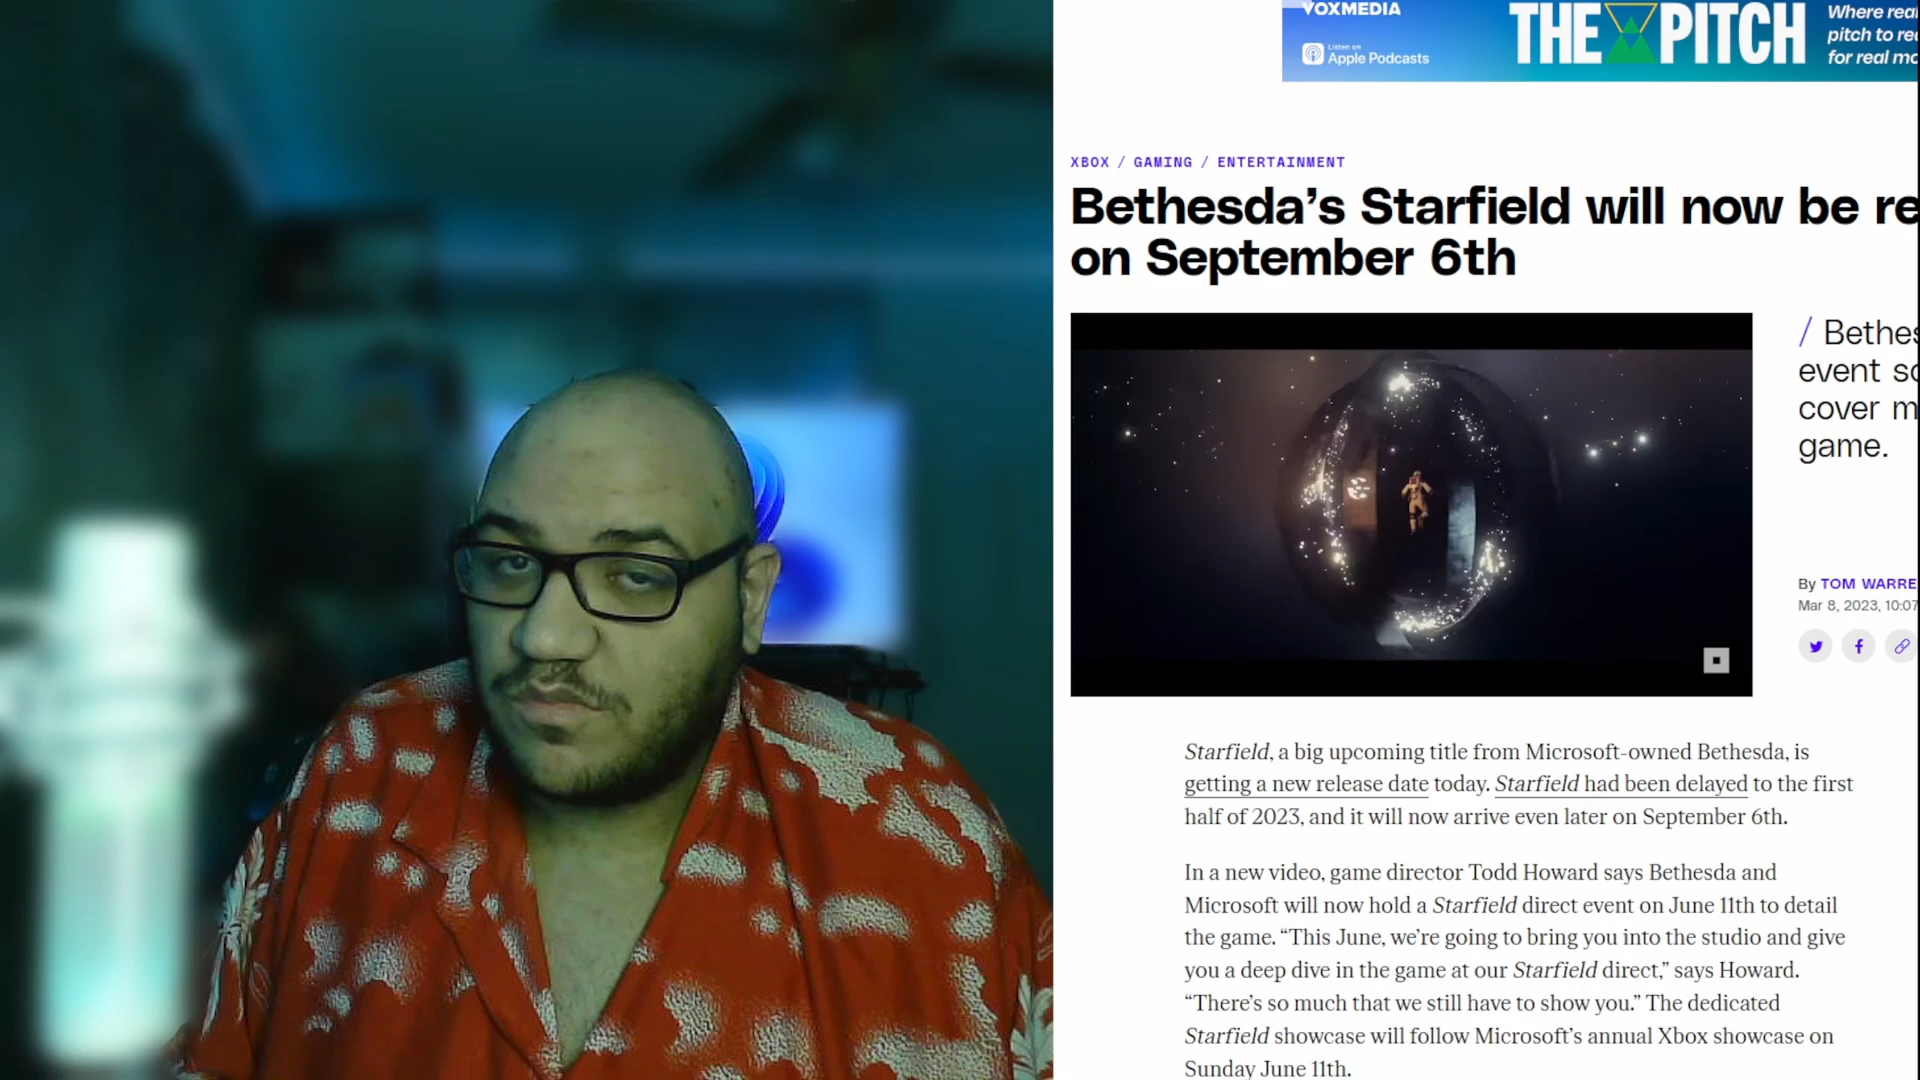 VOXMEDIA
Listen on
Apple Podcasts
THE PITCH
Where
pitch to
for real
XBOX / GAMING / ENTERTAINMENT
Bethesda’s Starfield will now be
on September 6th
/
event
cover
game.
By TOM
Mar 8, 2023, 10:07
Starfield, a big upcoming title from Microsoft-owned Bethesda, is
getting a new release date today. Starfield had been delayed to the first
half of 2023, and it will now arrive even later on September 6th.
In a new video, game director Todd Howard says Bethesda and
Microsoft will now hold a Starfield direct event on June 11th to detail
the game. “This June, we’re going to bring you into the studio and give
you a deep dive in the game at our Starfield direct,” says Howard.
“There’s so much that we still have to show you.” The dedicated
Starfield showcase will follow Microsoft’s annual Xbox showcase on
Sunday June 11th.